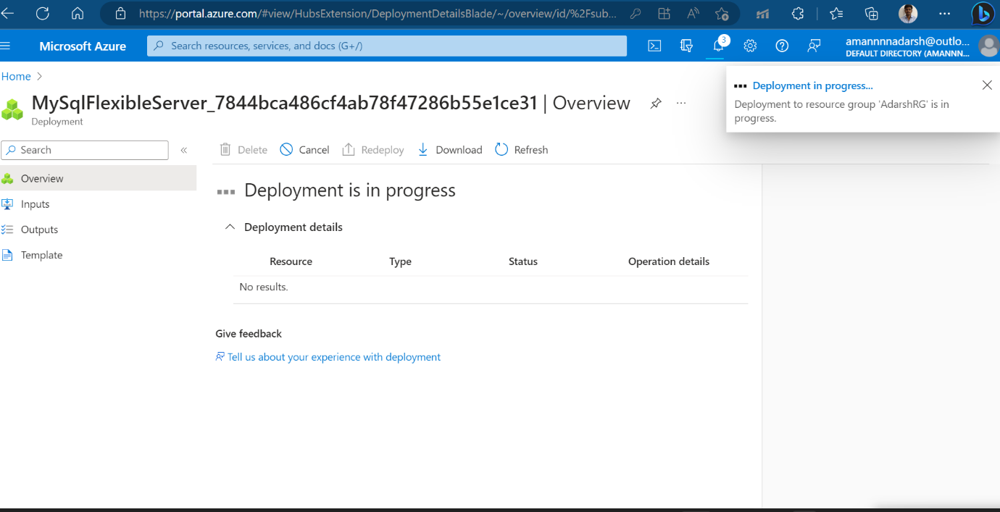 https://portal.azure.com/#view/HubsExtension/DeploymentDetailsBlade/~/overview/id/%2Fsub...
Microsoft Azure
Search resources, services, and docs (G+/)
3
amannnnadarsh@outlo...
DEFAULT DIRECTORY (AMANNN...
Home
Deployment in progress...
Deployment to resource group 'AdarshRG' is in
progress.
MySqlFlexibleServer_7844bca486cf4ab78f47286b55e1ce31 | Overview
Deployment
Search
Delete Cancel Redeploy Download Refresh
Overview
Inputs
Outputs
Template
Deployment is in progress
Deployment details
Resource Type Status Operation details
No results.
Give feedback
Tell us about your experience with deployment